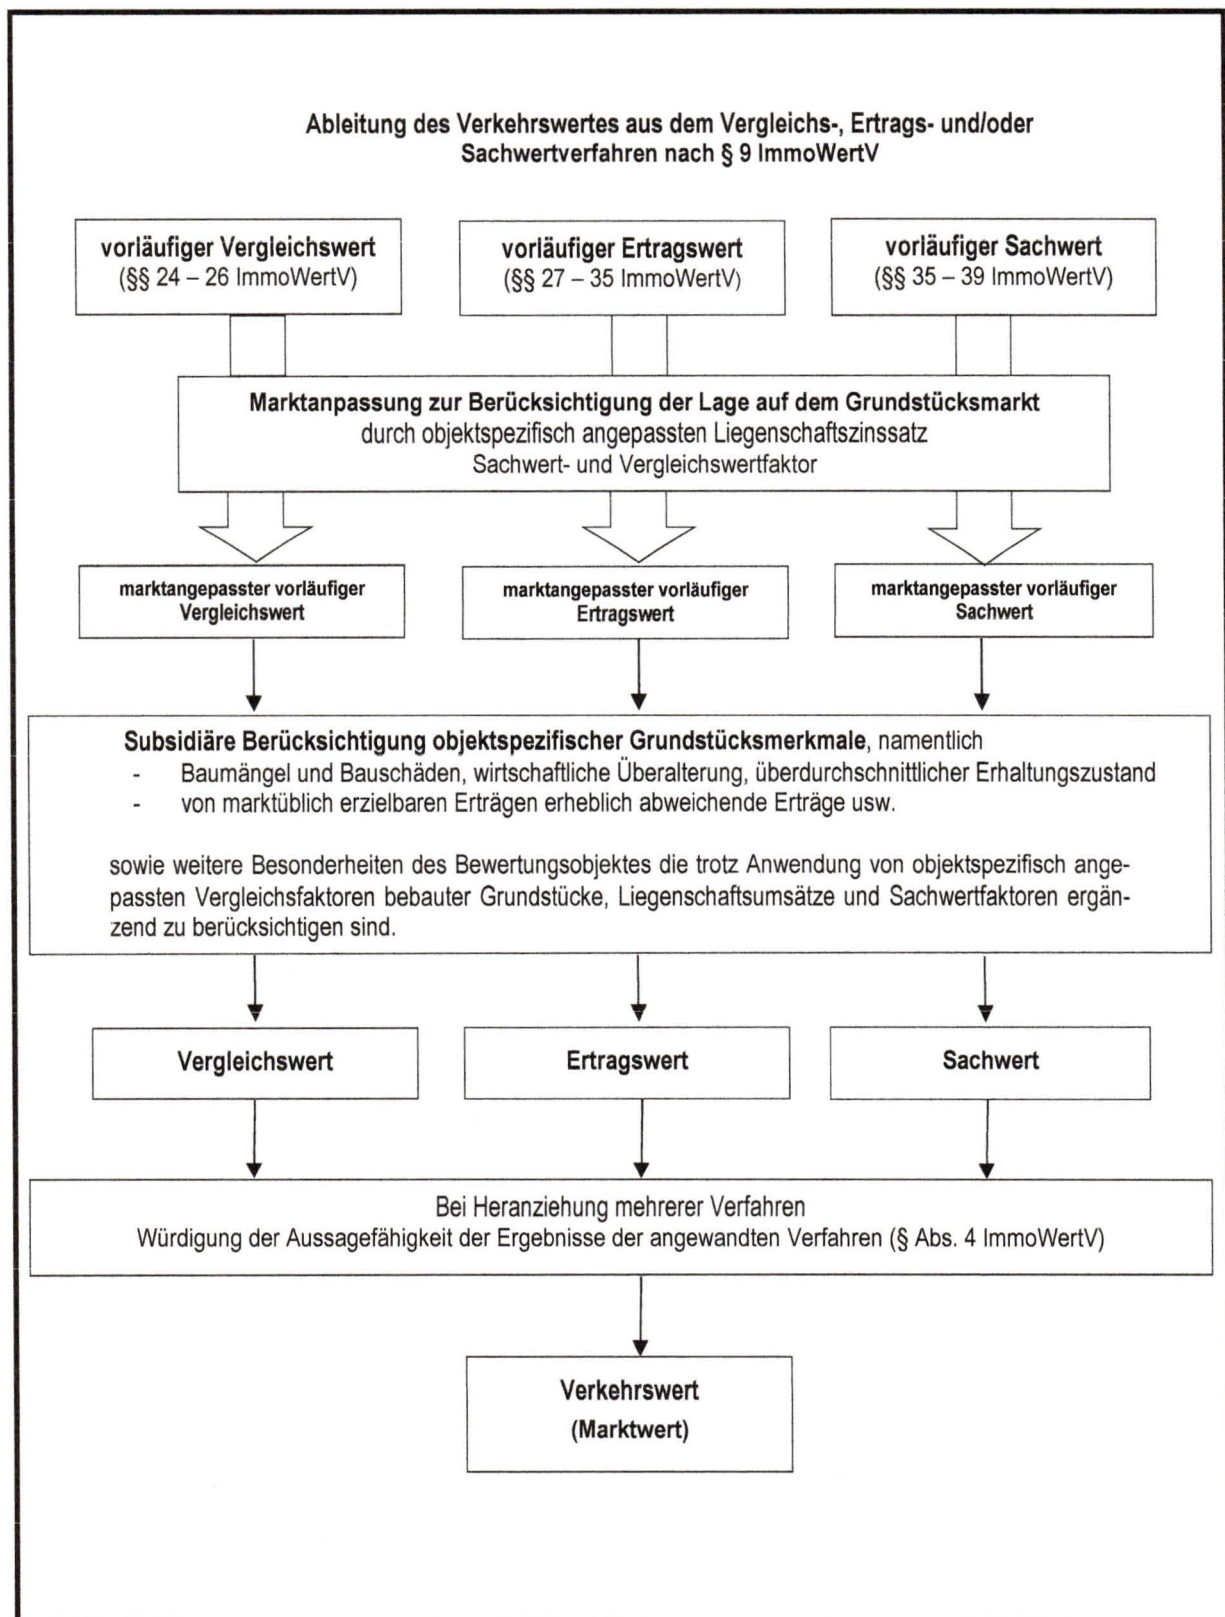 Ableitung des Verkehrswertes aus dem Vergleichs-, Ertrags- und/oder
Sachwertverfahren nach § 9 ImmoWertV
vorläufiger Vergleichswert
(§§ 24 – 26 ImmoWertV)
vorläufiger Ertragswert
(§§ 27 – 35 ImmoWertV)
vorläufiger Sachwert
(§§ 35 – 39 ImmoWertV)
Marktanpassung zur Berücksichtigung der Lage auf dem Grundstücksmarkt
durch objektspezifisch angepassten Liegenschaftszinssatz
Sachwert- und Vergleichswertfaktor
marktangepasster vorläufiger
Vergleichswert
marktangepasster vorläufiger
Ertragswert
marktangepasster vorläufiger
Sachwert
Subsidiäre Berücksichtigung objektspezifischer Grundstücksmerkmale, namentlich
- Baumängel und Bauschäden, wirtschaftliche Überalterung, überdurchschnittlicher Erhaltungszustand
- von marktüblich erzielbaren Erträgen erheblich abweichende Erträge usw.
sowie weitere Besonderheiten des Bewertungsobjektes die trotz Anwendung von objektspezifisch ange-
passten Vergleichsfaktoren bebauter Grundstücke, Liegenschaftsumsätze und Sachwertfaktoren ergän-
zend zu berücksichtigen sind.
Vergleichswert
Ertragswert
Sachwert
Bei Heranziehung mehrerer Verfahren
Würdigung der Aussagefähigkeit der Ergebnisse der angewandten Verfahren (§ Abs. 4 ImmoWertV)
Verkehrswert
(Marktwert)